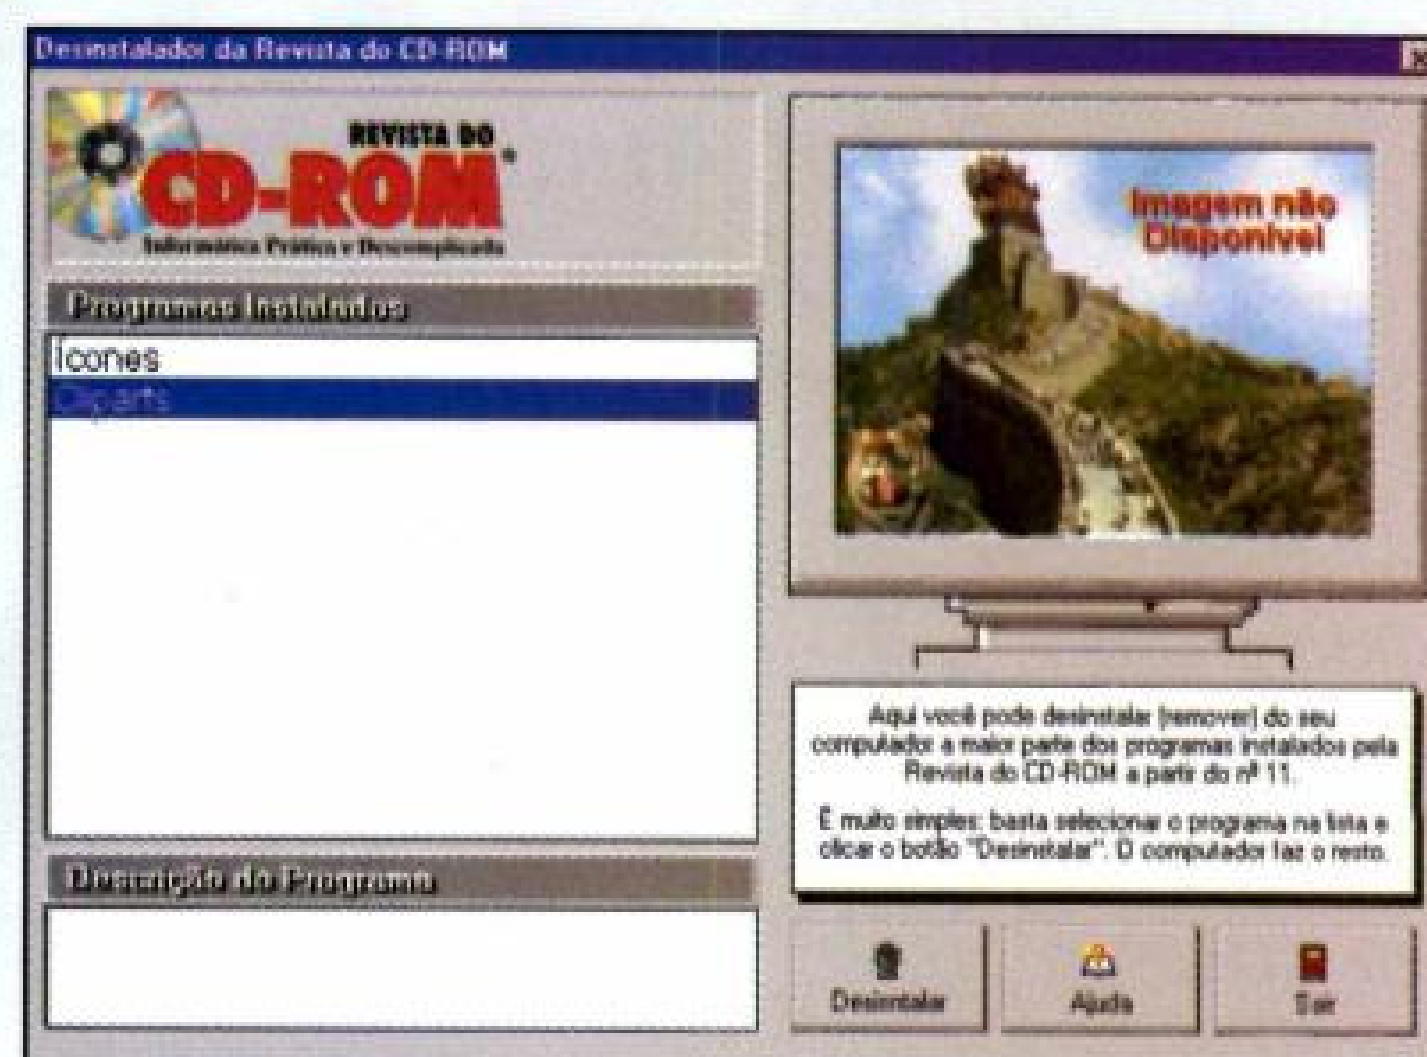 Desinstalador da Revista do CD-ROM
REVISTA DO
CD-ROM
Informática Prática e Descomplicada
Programas Instalados
Ícones
Cliparts
Descrição do Programa
Imagem não
Disponível
Aqui você pode desinstalar (remover) do seu
computador a maior parte dos programas instalados pela
Revista do CD-ROM a partir do nº 11.
É muito simples; basta selecionar o programa na lista e
clicar o botão "Desinstalar". O computador faz o resto.
Desinstalar
Ajuda
Sair